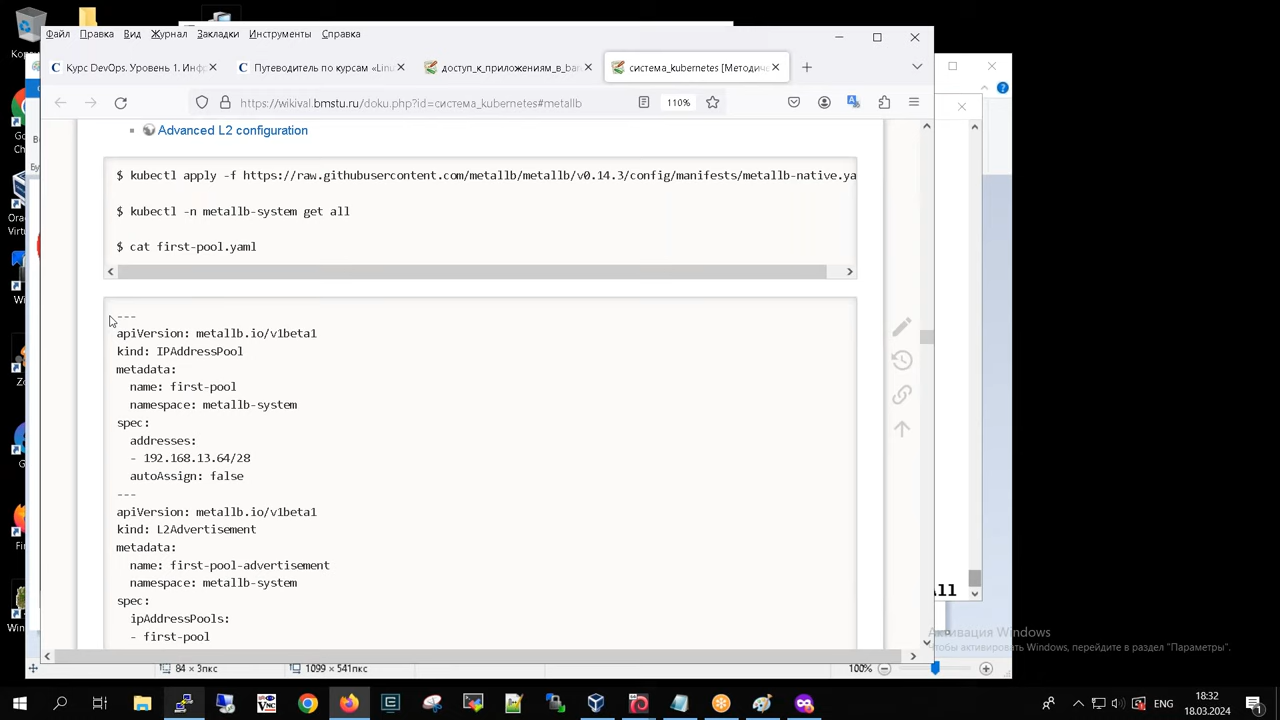 Файл Правка Вид Журнал Закладки Инструменты Справка
Курс DevOps. Уровень 1. Инфо
Путеводитель по курсам «Linu
доступ_к_приложениям_в_ba
система_kubernetes [Методич
https://val.bmstu.ru/doku.php?id=система_kubernetes#metallb
110%
Advanced L2 configuration
$ kubectl apply -f https://raw.githubusercontent.com/metallb/metallb/v0.14.3/config/manifests/metallb-native.ya
$ kubectl -n metallb-system get all
$ cat first-pool.yaml
---
apiVersion: metallb.io/v1beta1
kind: IPAddressPool
metadata:
  name: first-pool
  namespace: metallb-system
spec:
  addresses:
  - 192.168.13.64/28
  autoAssign: false
---
apiVersion: metallb.io/v1beta1
kind: L2Advertisement
metadata:
  name: first-pool-advertisement
  namespace: metallb-system
spec:
  ipAddressPools:
  - first-pool
Активация Windows
Чтобы активировать Windows, перейдите в раздел "Параметры".
84 × 3пкс
1099 × 541пкс
100%
ENG
18:32
18.03.2024